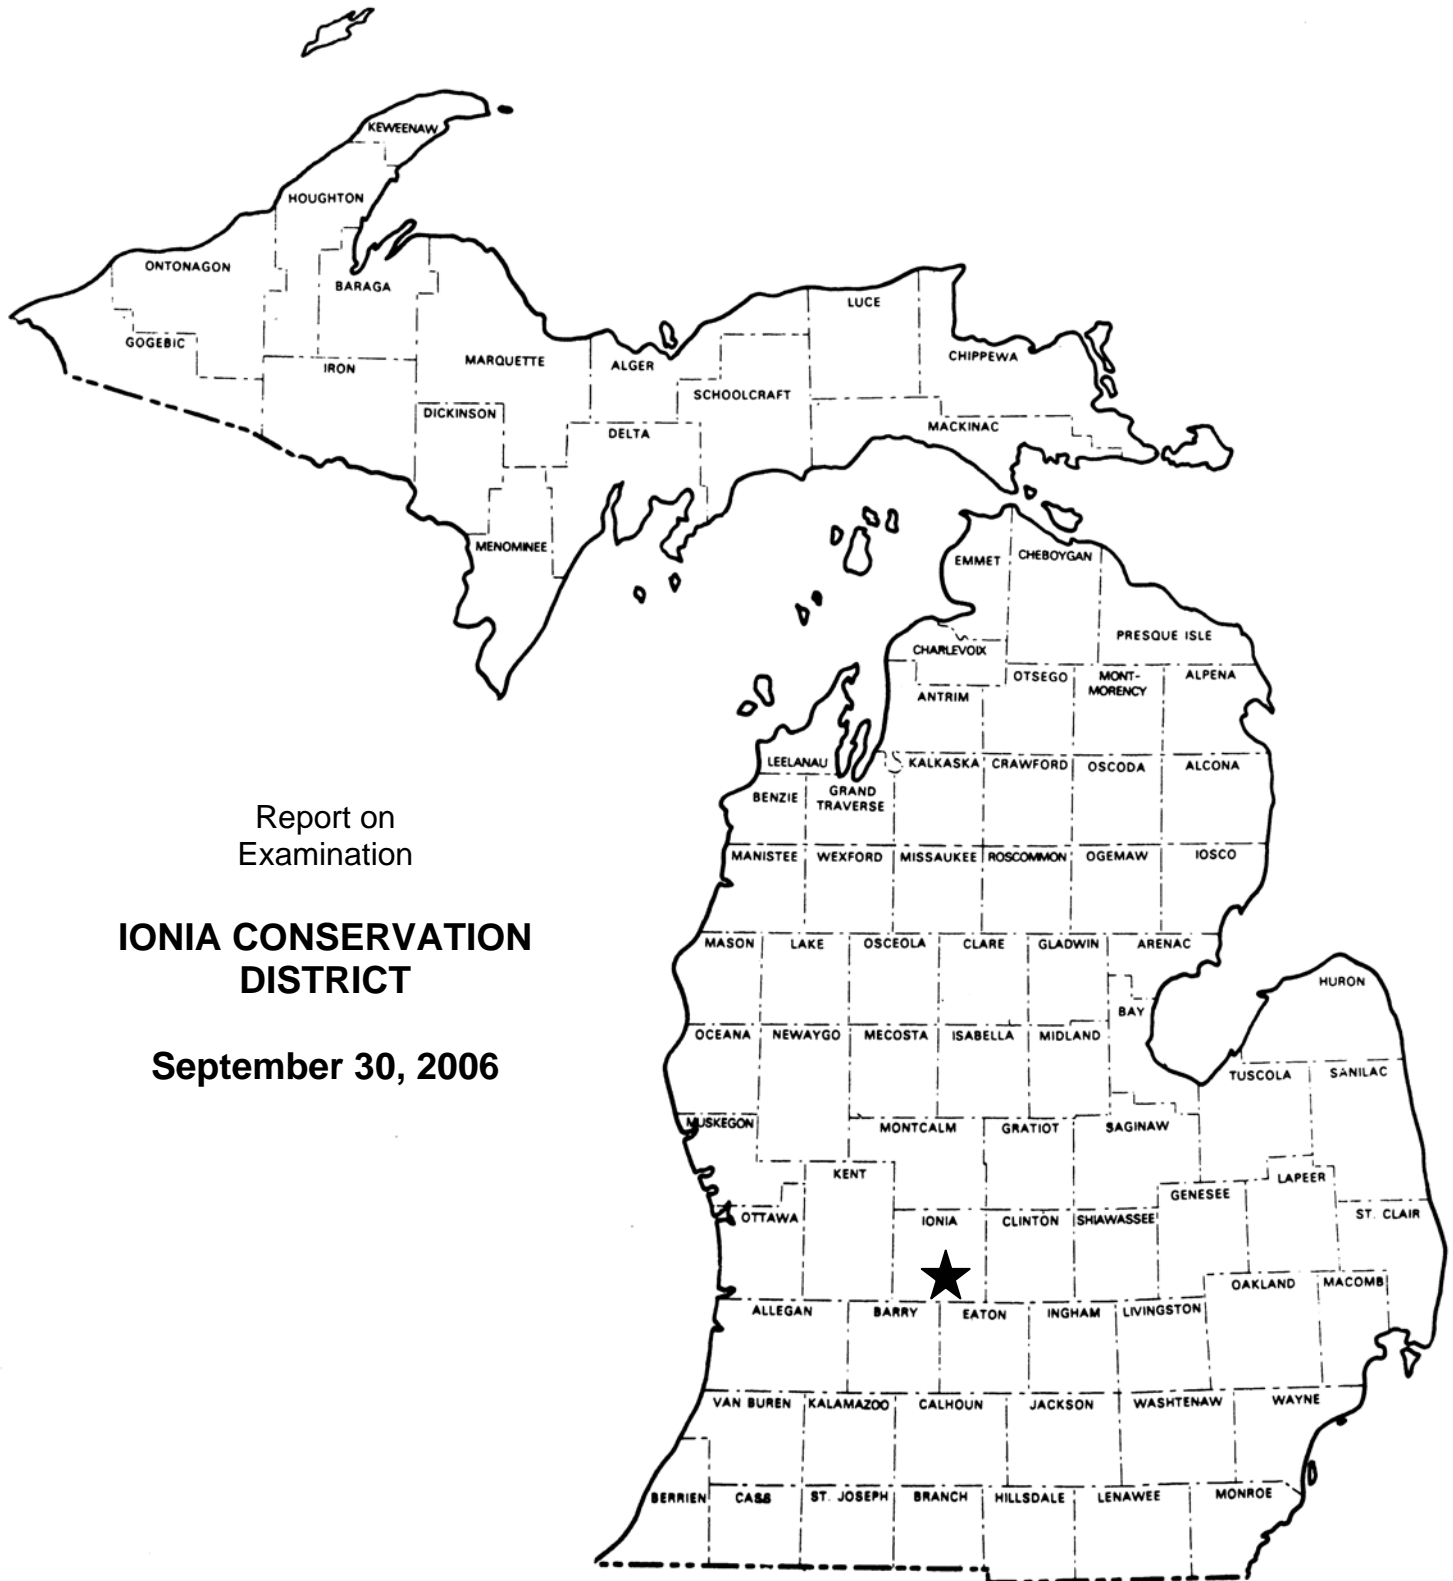 KEWEENAW
HOUGHTON
ONTONAGON
BARAGA
LUCE
GOGEBIC
IRON
MARQUETTE
ALGER
CHIPPEWA
SCHOOLCRAFT
DICKINSON
DELTA
MACKINAC
MENOMINEE
EMMET
CHEBOYGAN
PRESQUE ISLE
CHARLEVOIX
OTSEGO
MONT-
MORENCY
ALPENA
ANTRIM
LEELANAU
KALKASKA
CRAWFORD
OSCODA
ALCONA
BENZIE
GRAND
TRAVERSE
Report on
Examination
MANISTEE
WEXFORD
MISSAUKEE
ROSCOMMON
OGEMAW
IOSCO
IONIA CONSERVATION
DISTRICT
MASON
LAKE
OSCEOLA
CLARE
GLADWIN
ARENAC
HURON
BAY
OCEANA
NEWAYGO
MECOSTA
ISABELLA
MIDLAND
September 30, 2006
TUSCOLA
SANILAC
MUSKEGON
MONTCALM
GRATIOT
SAGINAW
KENT
LAPEER
GENESEE
OTTAWA
IONIA
CLINTON
SHIAWASSEE
ST. CLAIR
OAKLAND
MACOMB
ALLEGAN
BARRY
EATON
INGHAM
LIVINGSTON
VAN BUREN
KALAMAZOO
CALHOUN
JACKSON
WASHTENAW
WAYNE
BERRIEN
CASS
ST. JOSEPH
BRANCH
HILLSDALE
LENAWEE
MONROE